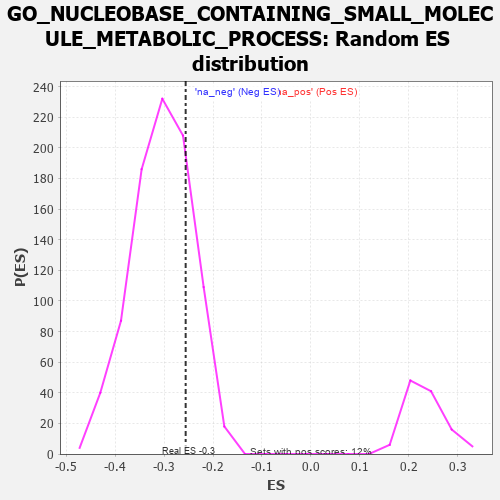 GO_NUCLEOBASE_CONTAINING_SMALL_MOLEC
ULE_METABOLIC_PROCESS: Random ES
distribution
'na_neg' (Neg ES)
'na_pos' (Pos ES)
240
220
200
180
160
140
120
100
80
60
40
20
0
P(ES)
Real ES -0.3
Sets with pos scores: 12%
-0.5 -0.4 -0.3 -0.2 -0.1 0.0 0.1 0.2 0.3
ES